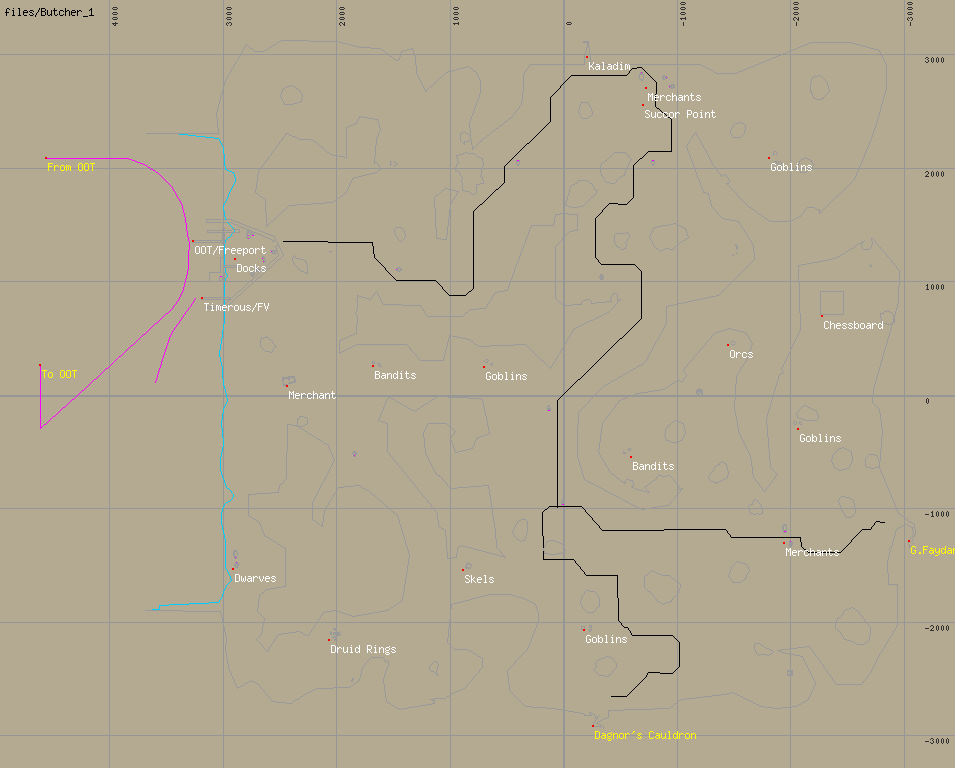 files/Butcher_1
4000
3000
2000
1000
0
-1000
-2000
-3000
3000
Kaladim
Merchants
Succor Point
From OOT
Goblins
2000
OOT/Freeport
Docks
1000
Timerous/FV
Chessboard
Orcs
To OOT
Bandits
Goblins
Merchant
0
Goblins
Bandits
-1000
Merchants
G.Faydar
Dwarves
Skels
-2000
Goblins
Druid Rings
Dagnor's Cauldron
-3000